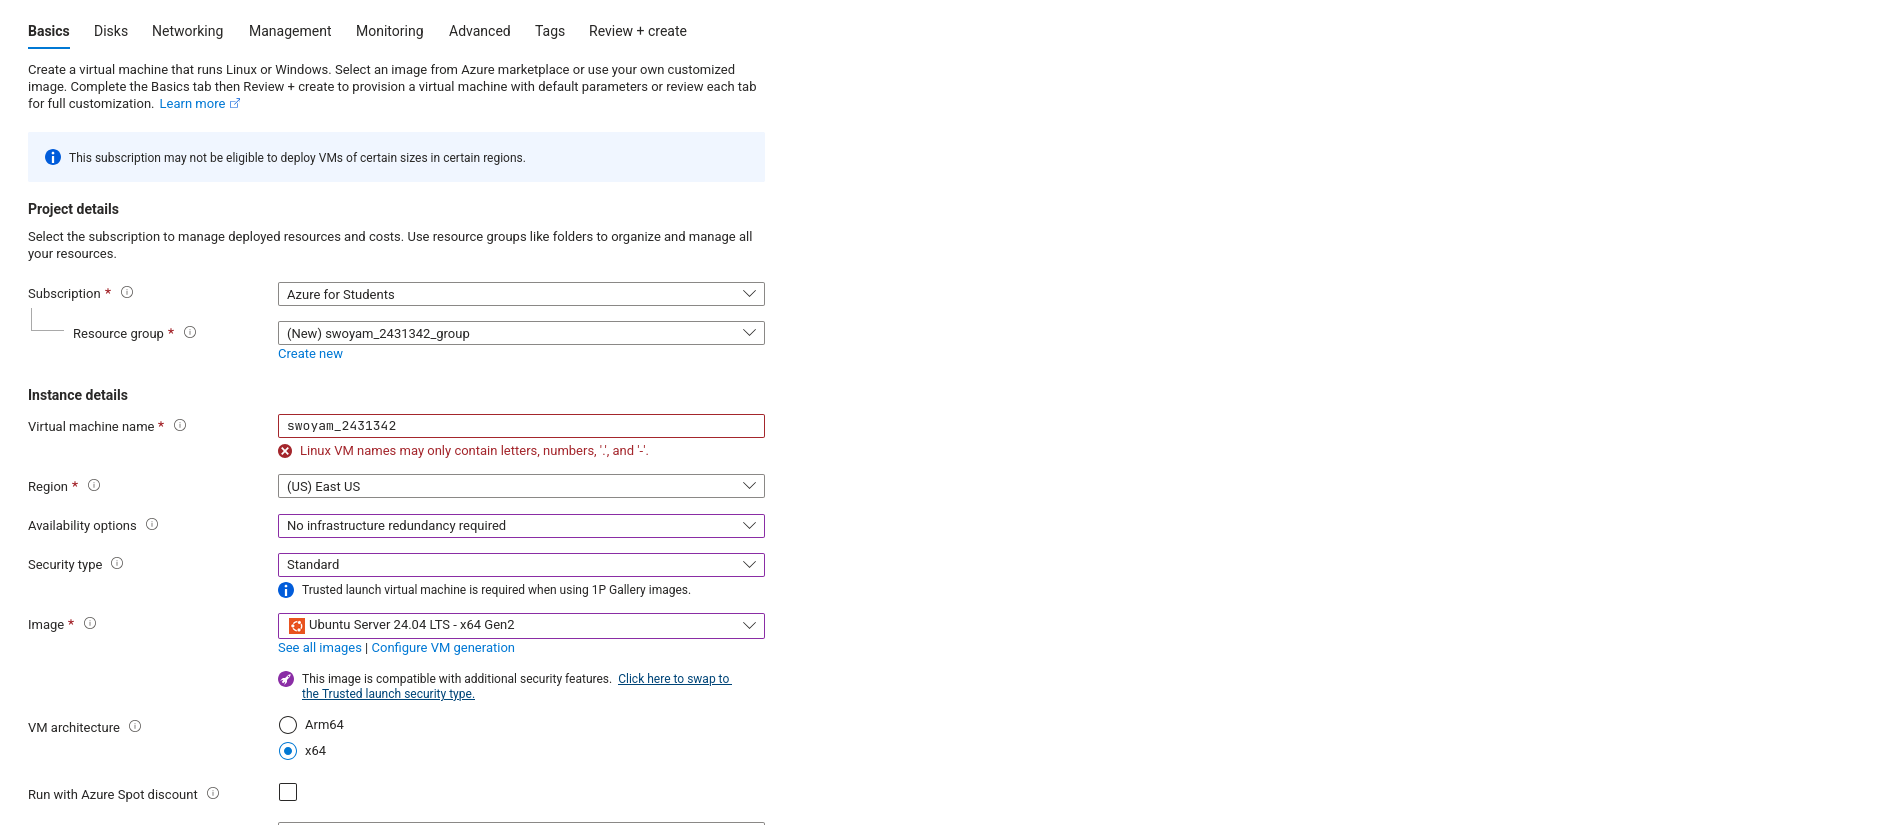 Basics Disks Networking Management Monitoring Advanced Tags Review + create
Create a virtual machine that runs Linux or Windows. Select an image from Azure marketplace or use your own customized
image. Complete the Basics tab then Review + create to provision a virtual machine with default parameters or review each tab
for full customization. Learn more
This subscription may not be eligible to deploy VMs of certain sizes in certain regions.
Project details
Select the subscription to manage deployed resources and costs. Use resource groups like folders to organize and manage all
your resources.
Subscription * Azure for Students
Resource group * (New) swoyam_2431342_group
Create new
Instance details
Virtual machine name * swoyam_2431342
Linux VM names may only contain letters, numbers, '.', and '-'.
Region * (US) East US
Availability options No infrastructure redundancy required
Security type Standard
Trusted launch virtual machine is required when using 1P Gallery images.
Image * Ubuntu Server 24.04 LTS - x64 Gen2
See all images | Configure VM generation
This image is compatible with additional security features. Click here to swap to
the Trusted launch security type.
VM architecture Arm64
x64
Run with Azure Spot discount